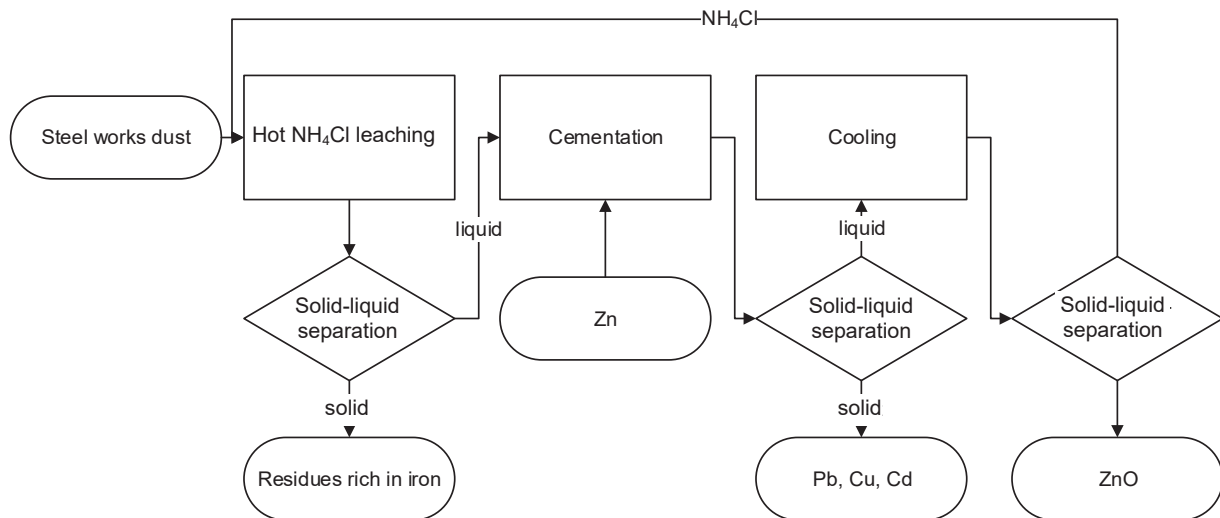 NH₄Cl
Steel works dust
Hot NH₄Cl leaching
Cementation
Cooling
liquid
liquid
Solid-liquid
separation
Zn
Solid-liquid
separation
Solid-liquid
separation
solid
solid
Residues rich in iron
Pb, Cu, Cd
ZnO